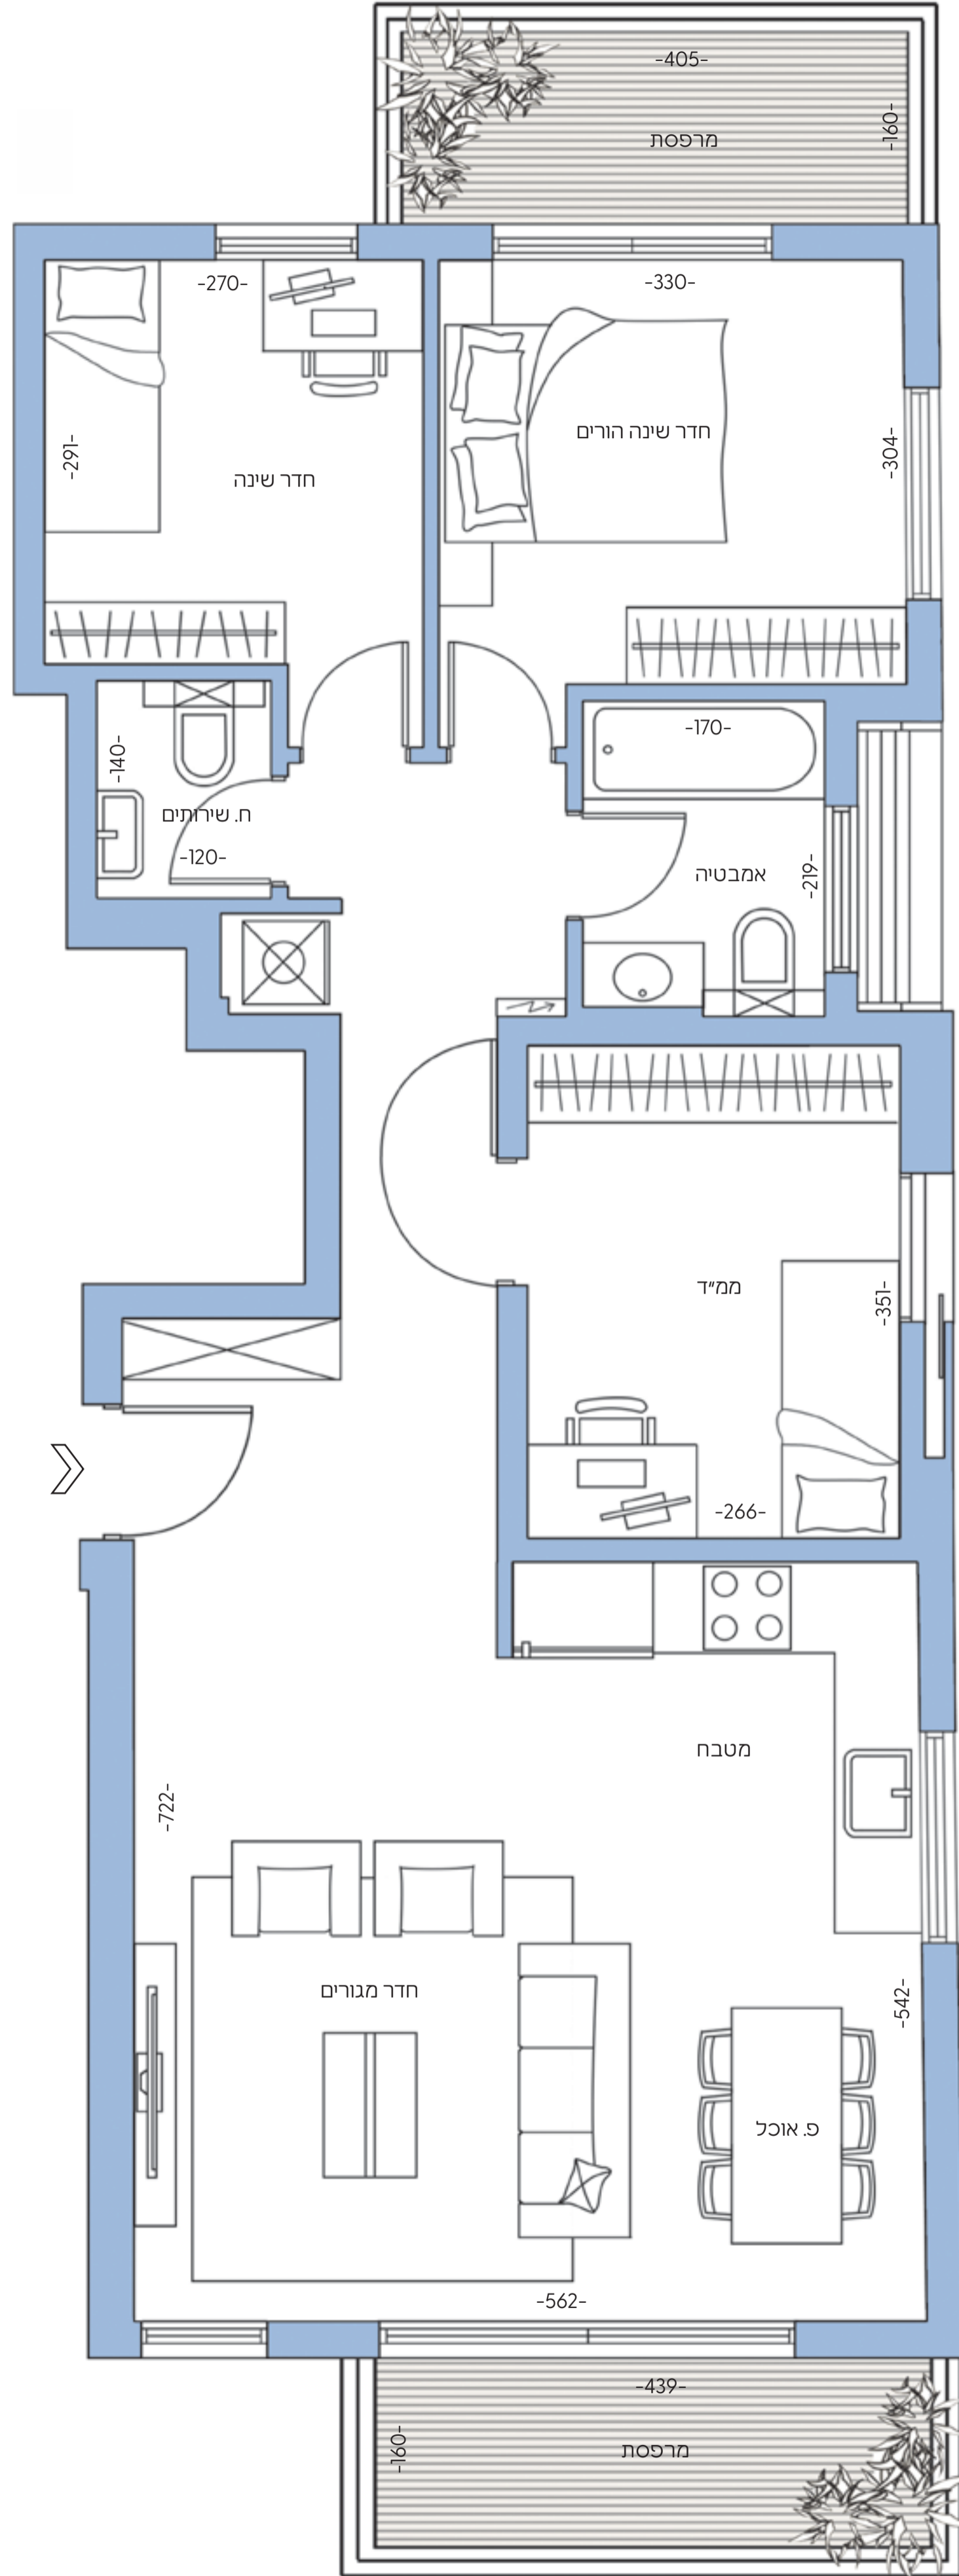 -405-
מרפסת
-160-
-270-
-330-
חדר שינה הורים
-291-
-304-
חדר שינה
-170-
-140-
ח. שירותים
-120-
אמבטיה
-219-
ממ״ד
-351-
-266-
מטבח
-722-
חדר מגורים
-542-
פ. אוכל
-562-
-439-
-160-
מרפסת